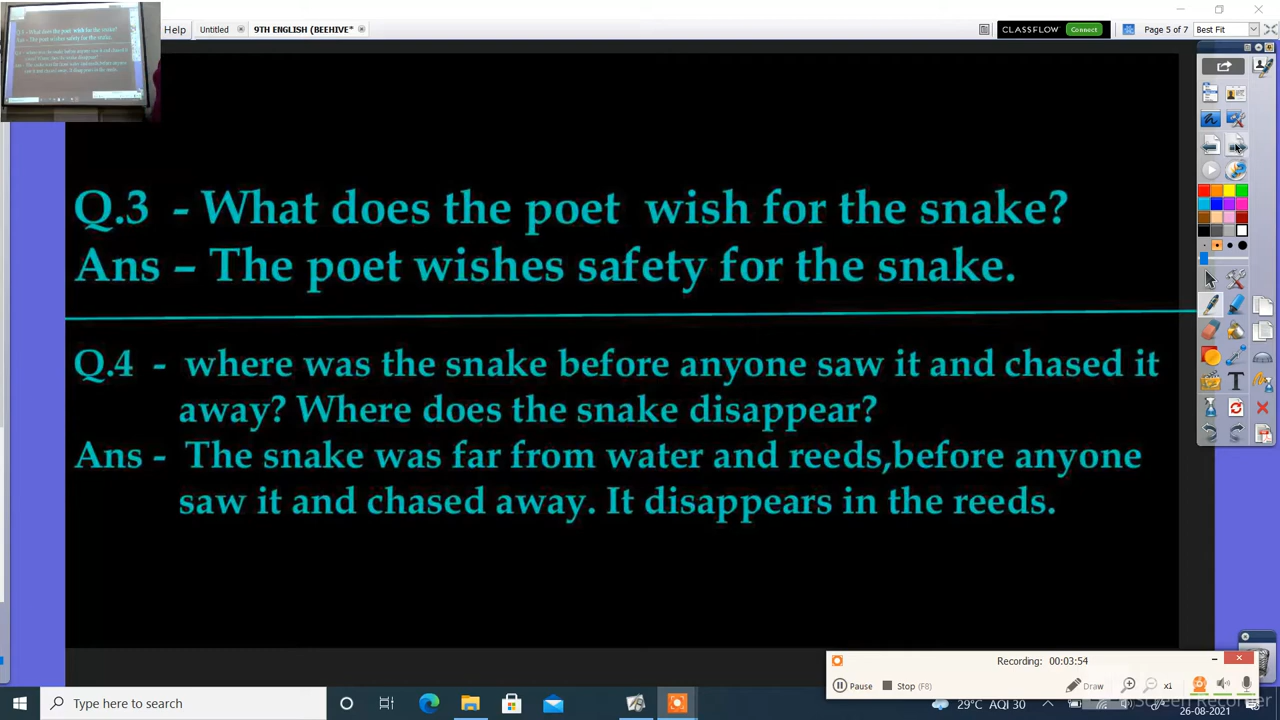 Help
Untitled
9TH ENGLISH (BEEHIVE*
CLASSFLOW
Connect
Page 5 of 7
Best Fit
Q.3 - What does the poet wish for the snake?
Ans – The poet wishes safety for the snake.
Q.4 - where was the snake before anyone saw it and chased it
away? Where does the snake disappear?
Ans - The snake was far from water and reeds,before anyone
saw it and chased away. It disappears in the reeds.
Recording: 00:03:54
Pause
Stop (F8)
x1
Draw
Type here to search
29°C AQI 30
26-08-2021